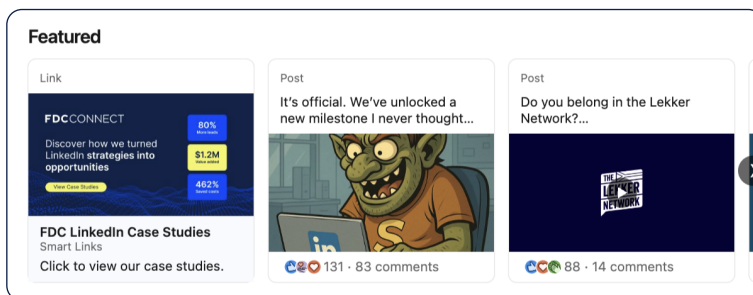 Featured
Link
FDCCONNECT
Discover how we turned
LinkedIn strategies into
opportunities
View Case Studies
80%
More leads
$1.2M
Value added
462%
Saved costs
FDC LinkedIn Case Studies
Smart Links
Click to view our case studies.
Post
It's official. We've unlocked a
new milestone I never thought...
S
in
131 · 83 comments
Post
Do you belong in the Lekker
Network?...
THE
LEKKER
NETWORK
88 · 14 comments